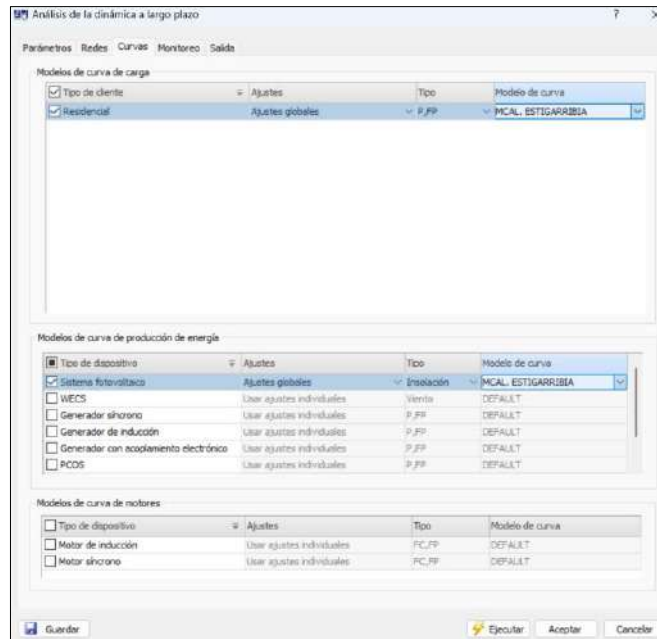 Análisis de la dinámica a largo plazo ? ×
Parámetros Redes Curvas Monitoreo Salida
Modelos de curva de carga
Tipo de cliente Ajustes Tipo Modelo de curva
Residencial Ajustes globales P,FP MCAL. ESTIGARRIBIA
Modelos de curva de producción de energía
Tipo de dispositivo Ajustes Tipo Modelo de curva
Sistema fotovoltaico Ajustes globales Insolación MCAL. ESTIGARRIBIA
WECS Usar ajustes individuales Viento DEFAULT
Generador síncrono Usar ajustes individuales P,FP DEFAULT
Generador de inducción Usar ajustes individuales P,FP DEFAULT
Generador con acoplamiento electrónico Usar ajustes individuales P,FP DEFAULT
PCOS Usar ajustes individuales P,FP DEFAULT
Modelos de curva de motores
Tipo de dispositivo Ajustes Tipo Modelo de curva
Motor de inducción Usar ajustes individuales FC,FP DEFAULT
Motor síncrono Usar ajustes individuales FC,FP DEFAULT
Guardar Ejecutar Aceptar Cancelar